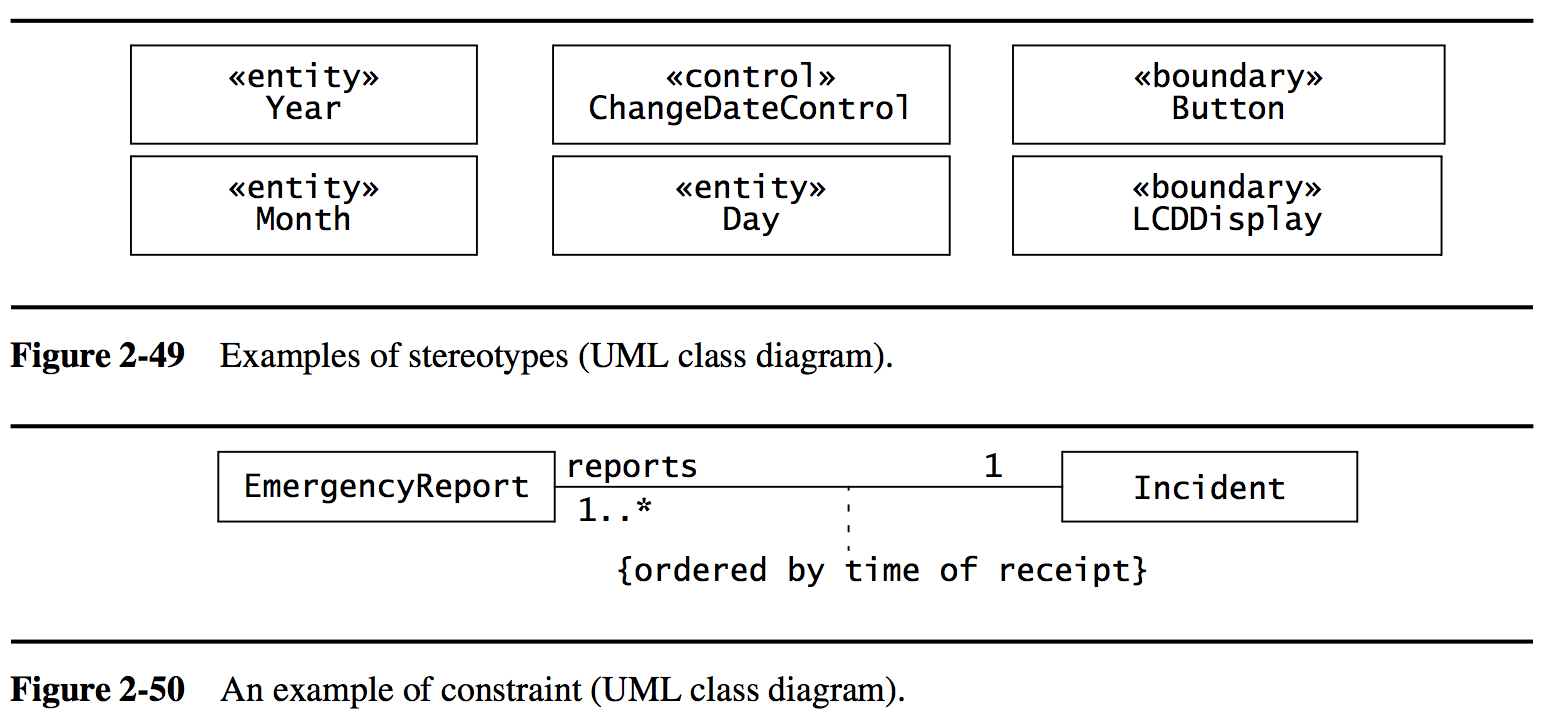 «entity»
Year
«control»
ChangeDateControl
«boundary»
Button
«entity»
Month
«entity»
Day
«boundary»
LCDDisplay
Figure 2-49 Examples of stereotypes (UML class diagram).
EmergencyReport
reports
1..*
1
Incident
{ordered by time of receipt}
Figure 2-50 An example of constraint (UML class diagram).